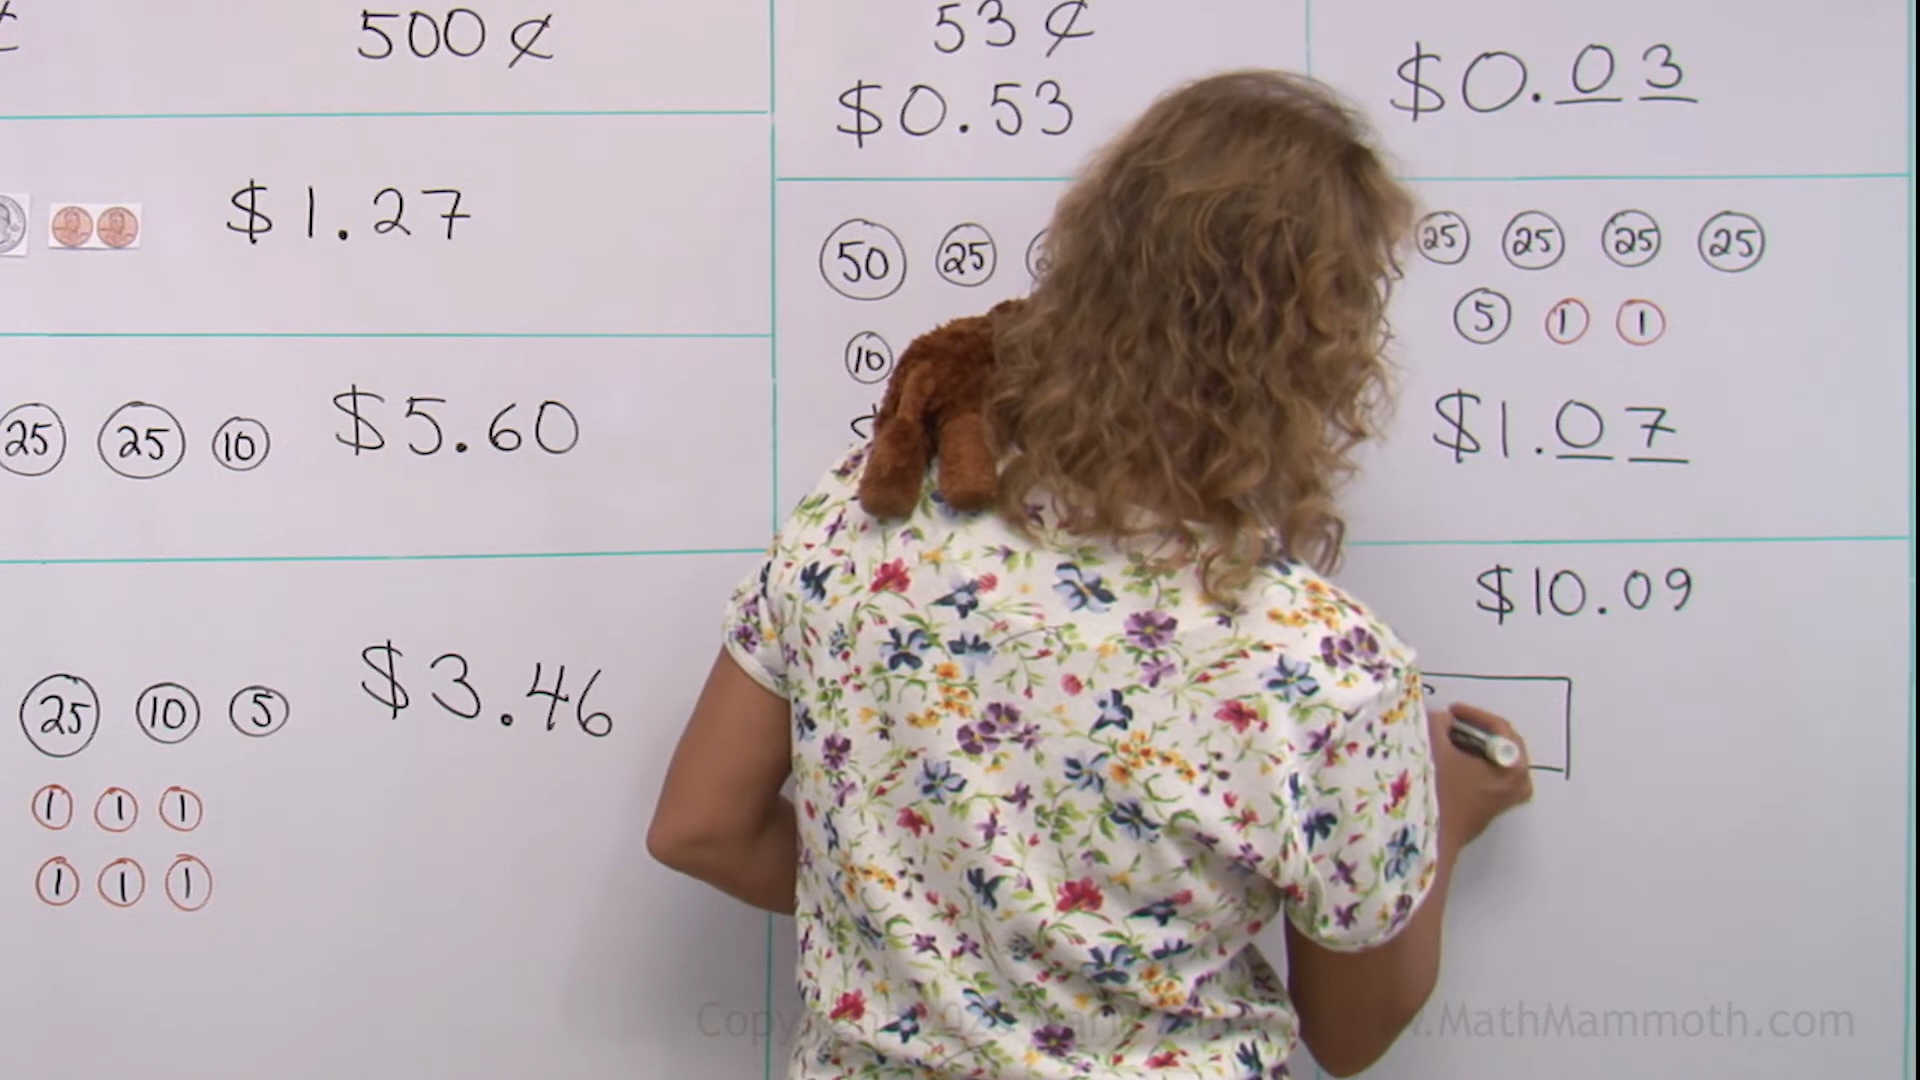 500¢
$1.27
25 25 10 $5.60
25 10 5 $3.46
1 1 1
1 1 1
53¢
$0.53
50 25
10
$0.03
25 25 25 25
5 1 1
$1.07
$10.09
MathMammoth.com